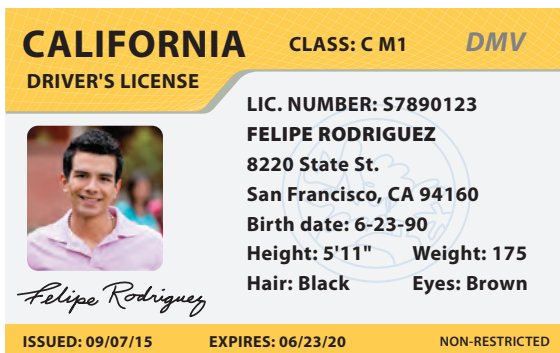 CALIFORNIA CLASS: C M1 DMV
DRIVER'S LICENSE
LIC. NUMBER: S7890123
FELIPE RODRIGUEZ
8220 State St.
San Francisco, CA 94160
Birth date: 6-23-90
Height: 5'11" Weight: 175
Hair: Black Eyes: Brown
Felipe Rodriguez
ISSUED: 09/07/15 EXPIRES: 06/23/20 NON-RESTRICTED